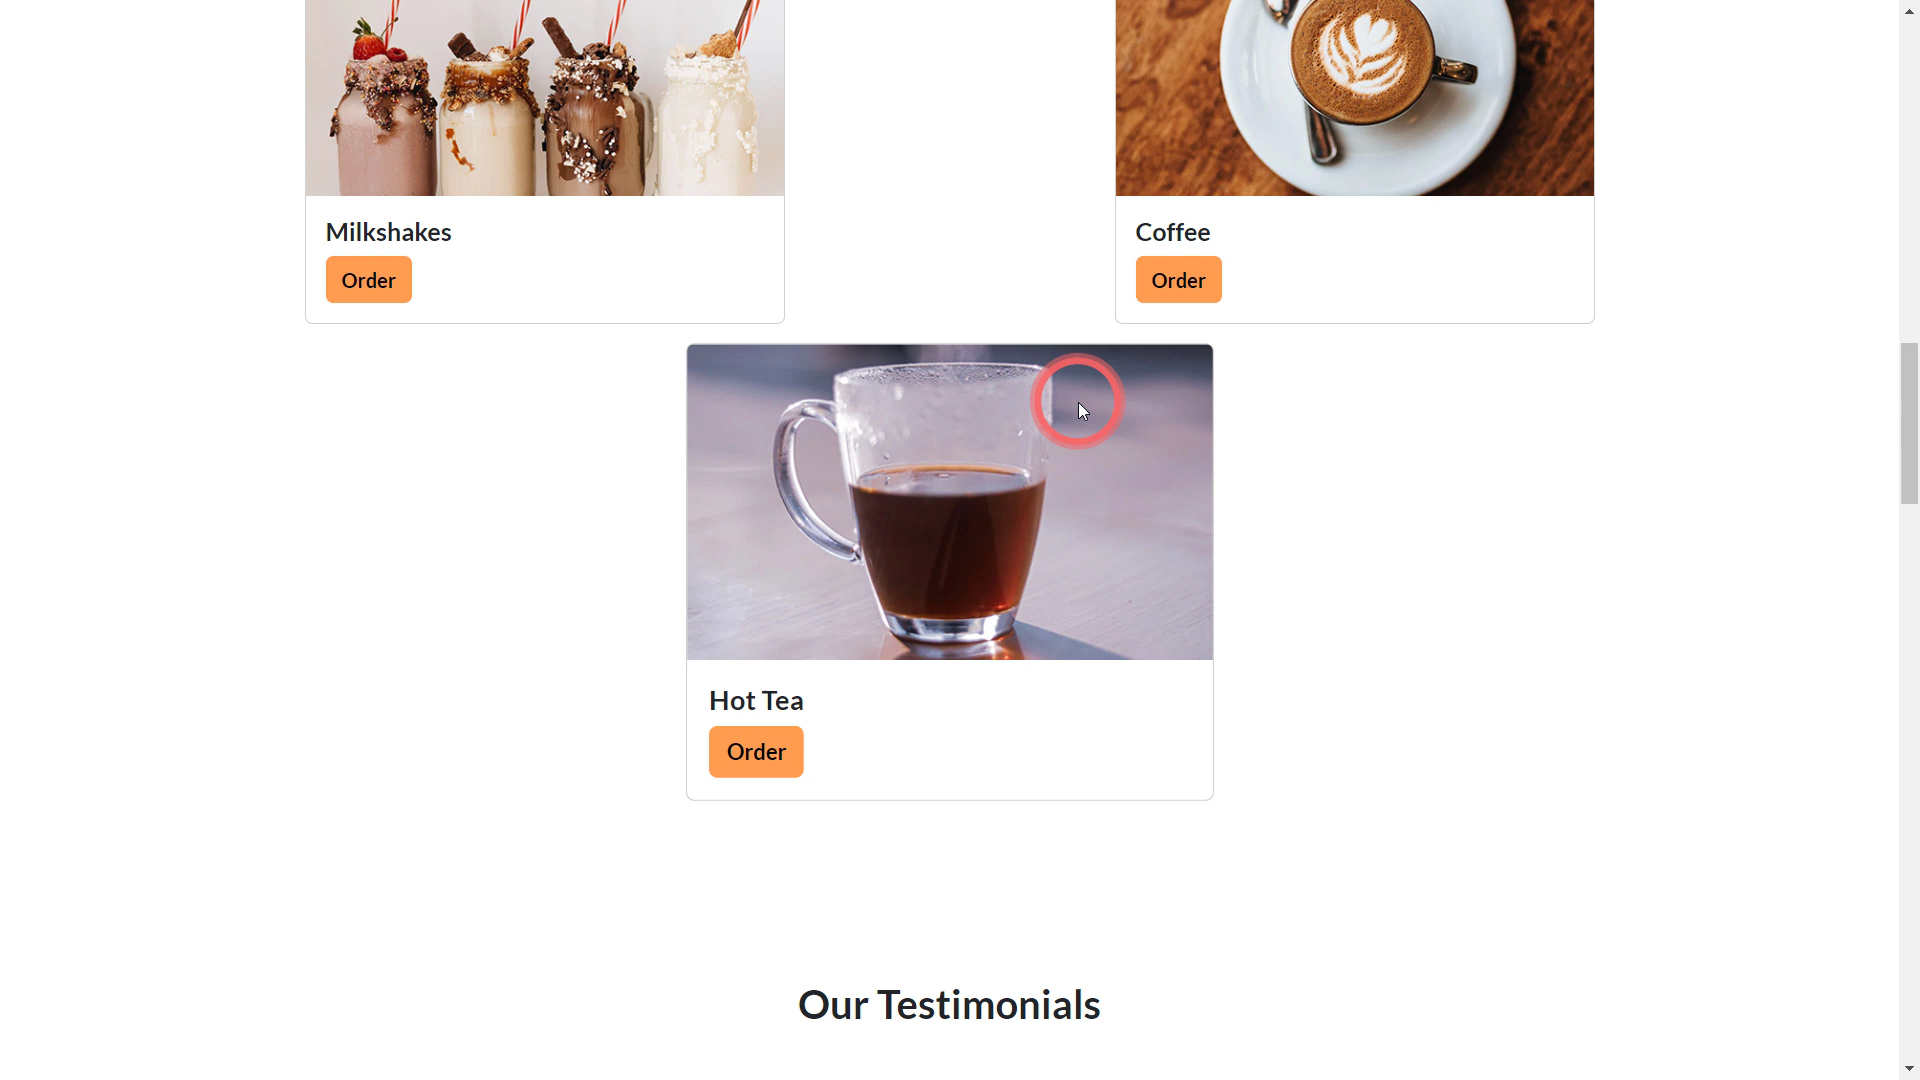 Milkshakes
Order
Coffee
Order
Hot Tea
Order
Our Testimonials